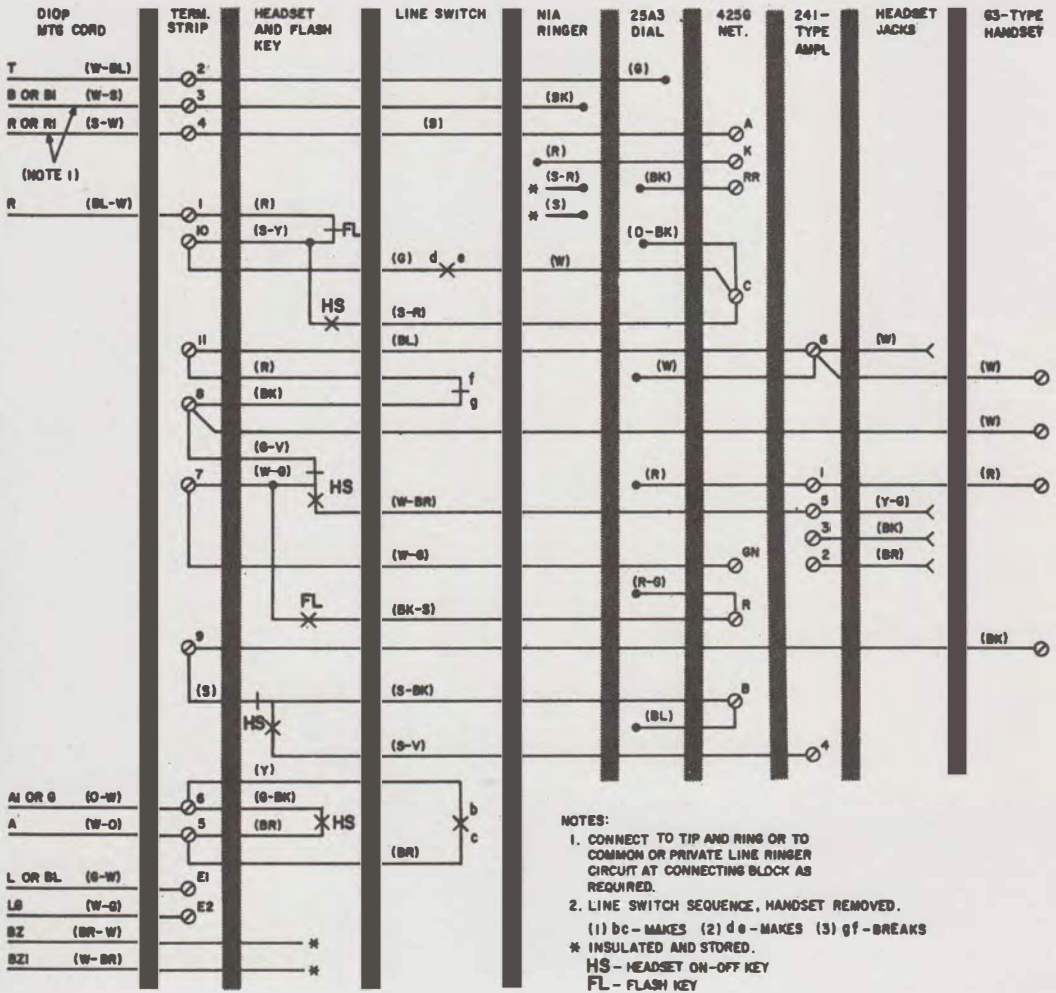 DIOP
MTG CORD
TERM.
STRIP
HEADSET
AND FLASH
KEY
LINE SWITCH
NIA
RINGER
25A3
DIAL
425G
NET.
241-
TYPE
AMPL
HEADSET
JACKS
G3-TYPE
HANDSET
T (W-BL) 2 (G)
B OR BI (W-S) 3 (BK)
R OR RI (S-W) 4 (S) A
(NOTE 1)
(R) K
* (S-R) (BK) RR
* (S)
R (BL-W) 1 (R)
10 (S-Y) FL
(O-BK)
(G) d e (W)
C
HS (S-R)
11 (BL) 6 (W)
(R) f (W) (W)
8 (BK) g
(W)
(G-V)
7 (W-G) HS (R) 1 (R)
(W-BR) 5 (Y-G)
3 (BK)
(W-G) GN 2 (BR)
(R-G)
FL (BK-S) R
9 (BK)
(S) (S-BK) B
HS (BL)
(S-V) 4
(Y)
AI OR G (O-W) 6 (G-BK) b
A (W-O) 5 (BR) HS c
(BR)
L OR BL (G-W) E1
LG (W-G) E2
BZ (BR-W) *
BZ1 (W-BR) *
NOTES:
1. CONNECT TO TIP AND RING OR TO
COMMON OR PRIVATE LINE RINGER
CIRCUIT AT CONNECTING BLOCK AS
REQUIRED.
2. LINE SWITCH SEQUENCE, HANDSET REMOVED.
(1) bc-MAKES (2) de-MAKES (3) gf-BREAKS
* INSULATED AND STORED.
HS-HEADSET ON-OFF KEY
FL-FLASH KEY